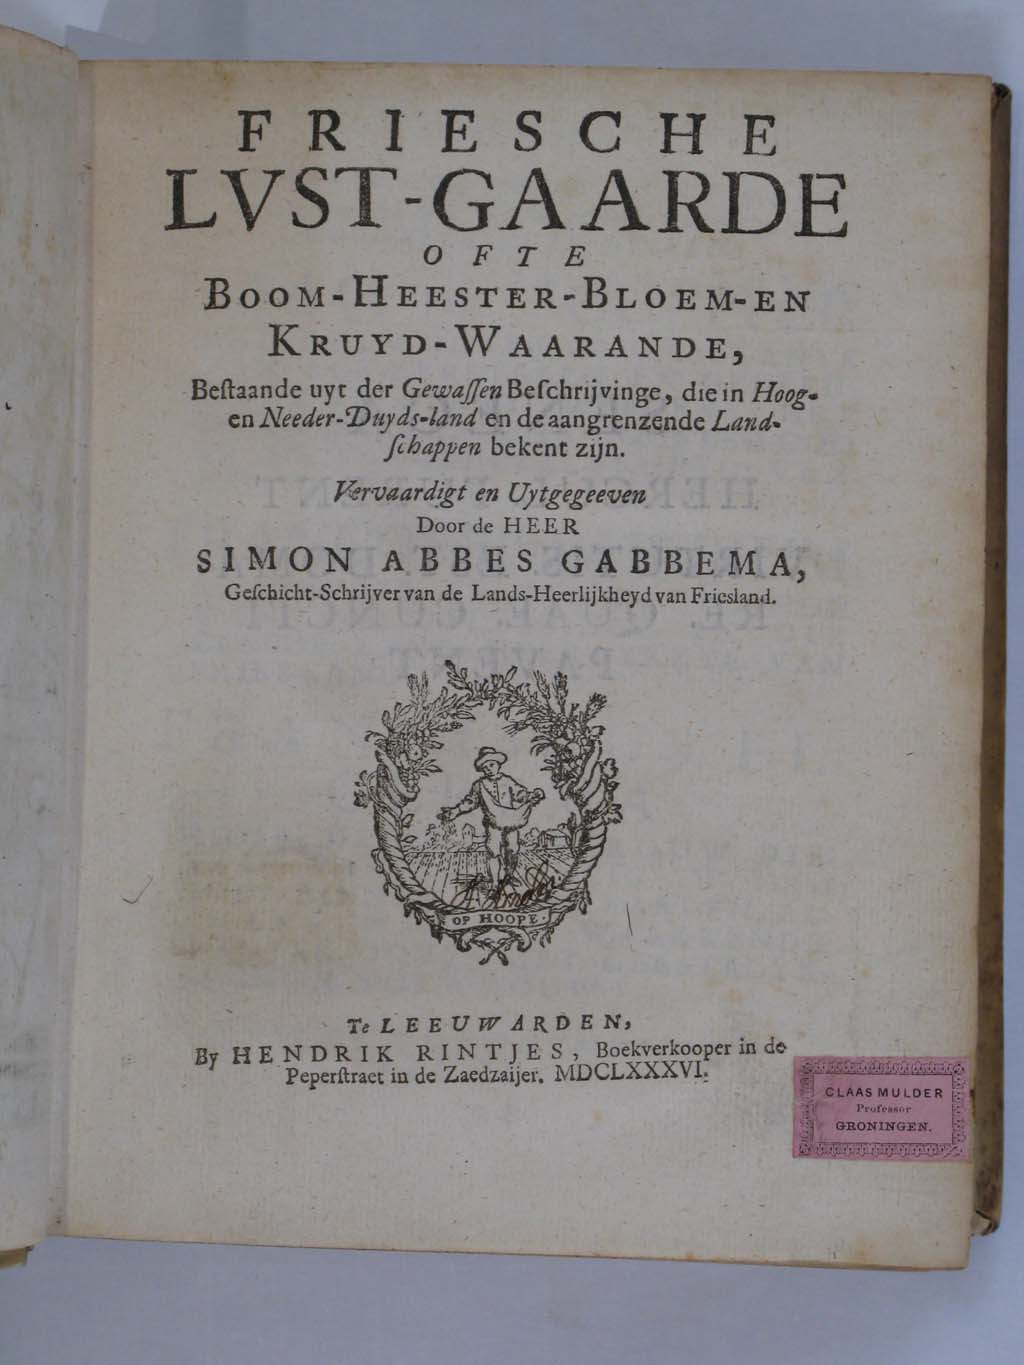 FRIESCHE
LVST-GAARDE
OFTE
BOOM-HEESTER-BLOEM-EN
KRUYD-WAARANDE,
Beſtaande uyt der Gewaſſen Beſchrijvinge, die in Hoog-
en Needer-Duyds-land en de aangrenzende Land-
ſchappen bekent zijn.
Vervaardigt en Uytgegeeven
Door de HEER
SIMON ABBES GABBEMA,
Geſchicht-Schrijver van de Lands-Heerlijkheyd van Friesland.
OP HOOPE.
Te LEEUWARDEN,
By HENDRIK RINTJES, Boekverkooper in de
Peperſtraet in de Zaedzaijer. MDCLXXXVI.
CLAAS MULDER
Professor
GRONINGEN.